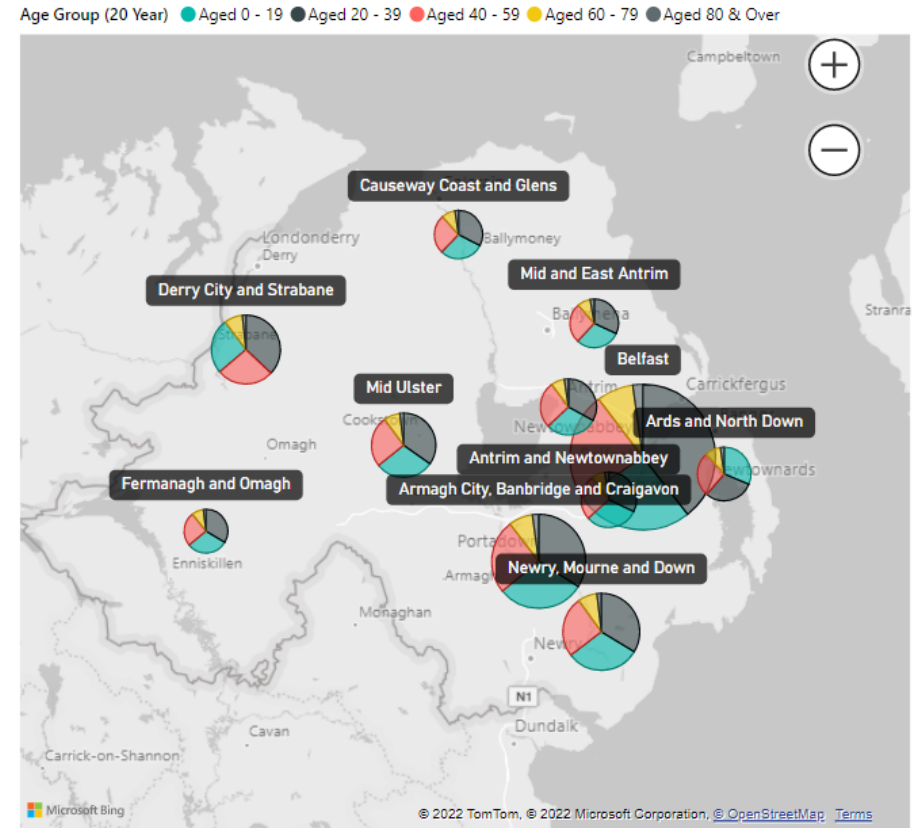 Age Group (20 Year) Aged 0 - 19 Aged 20 - 39 Aged 40 - 59 Aged 60 - 79 Aged 80 & Over
Campbeltown
Causeway Coast and Glens
Londonderry
Derry
Ballymoney
Mid and East Antrim
Derry City and Strabane
Stranra
Ballymena
Strabane
Belfast
Mid Ulster
Antrim
Carrickfergus
Cookstown
Newtownabbey
Ards and North Down
Omagh
Antrim and Newtownabbey
Newtownards
Fermanagh and Omagh
Armagh City, Banbridge and Craigavon
Portadown
Enniskillen
Newry, Mourne and Down
Armagh
Monaghan
Newry
N1
Dundalk
Cavan
Carrick-on-Shannon
Microsoft Bing
© 2022 TomTom, © 2022 Microsoft Corporation, © OpenStreetMap Terms